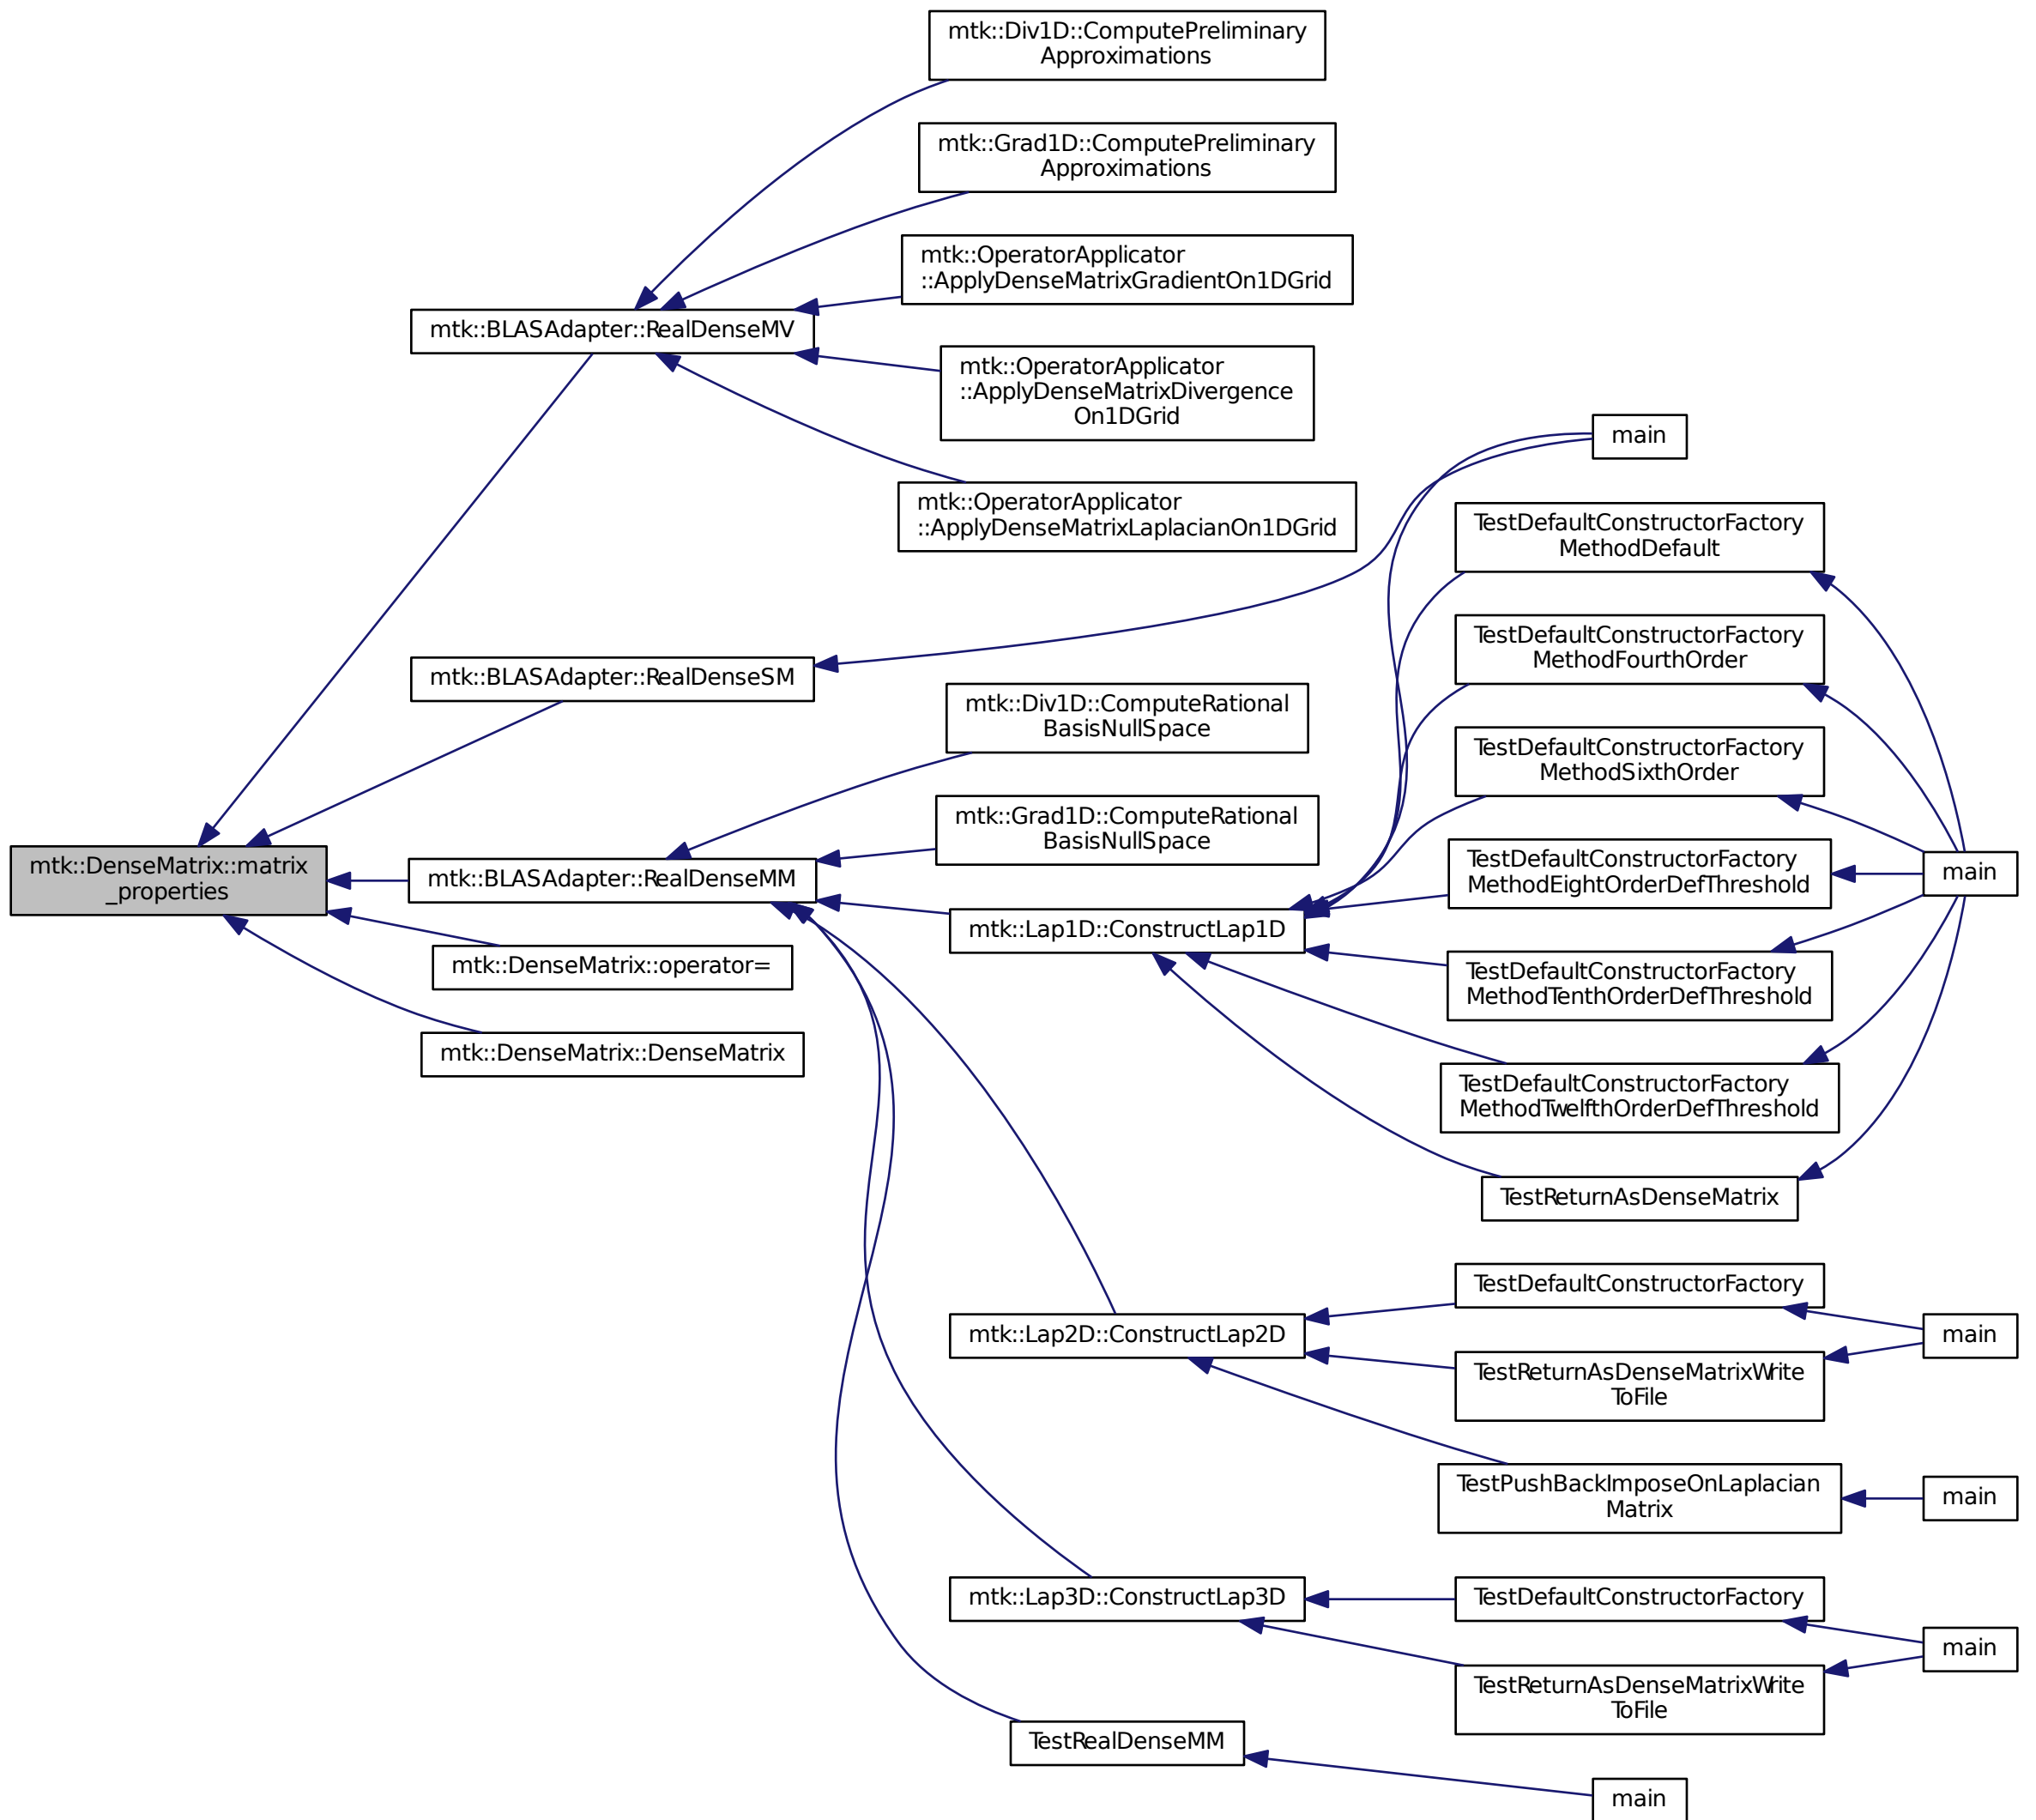 mtk::DenseMatrix::matrix
_properties
mtk::BLASAdapter::RealDenseMV
mtk::BLASAdapter::RealDenseSM
mtk::BLASAdapter::RealDenseMM
mtk::DenseMatrix::operator=
mtk::DenseMatrix::DenseMatrix
mtk::Div1D::ComputePreliminary
Approximations
mtk::Grad1D::ComputePreliminary
Approximations
mtk::OperatorApplicator
::ApplyDenseMatrixGradientOn1DGrid
mtk::OperatorApplicator
::ApplyDenseMatrixDivergence
On1DGrid
mtk::OperatorApplicator
::ApplyDenseMatrixLaplacianOn1DGrid
mtk::Div1D::ComputeRational
BasisNullSpace
mtk::Grad1D::ComputeRational
BasisNullSpace
mtk::Lap1D::ConstructLap1D
mtk::Lap2D::ConstructLap2D
mtk::Lap3D::ConstructLap3D
TestRealDenseMM
main
TestDefaultConstructorFactory
MethodDefault
TestDefaultConstructorFactory
MethodFourthOrder
TestDefaultConstructorFactory
MethodSixthOrder
TestDefaultConstructorFactory
MethodEightOrderDefThreshold
TestDefaultConstructorFactory
MethodTenthOrderDefThreshold
TestDefaultConstructorFactory
MethodTwelfthOrderDefThreshold
TestReturnAsDenseMatrix
TestDefaultConstructorFactory
TestReturnAsDenseMatrixWrite
ToFile
TestPushBackImposeOnLaplacian
Matrix
TestDefaultConstructorFactory
TestReturnAsDenseMatrixWrite
ToFile
main
main
main
main
main